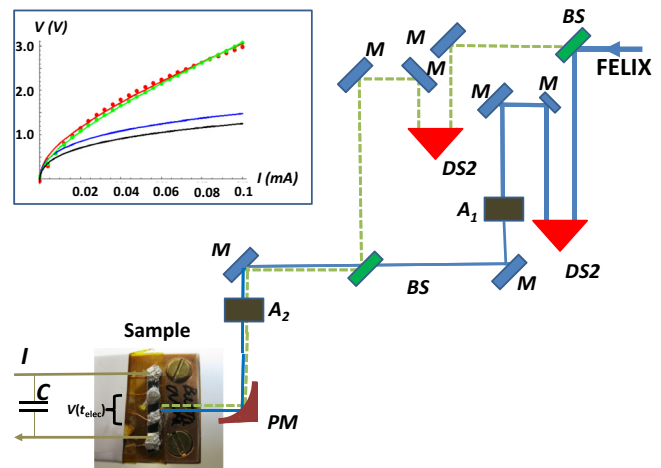 V (V)
3.0
2.0
1.0
0.02
0.04
0.06
0.08
0.1
I (mA)
M
M
M
M
BS
FELIX
M
M
DS2
A1
DS2
M
BS
M
A2
Sample
I
C
V(telec)
PM